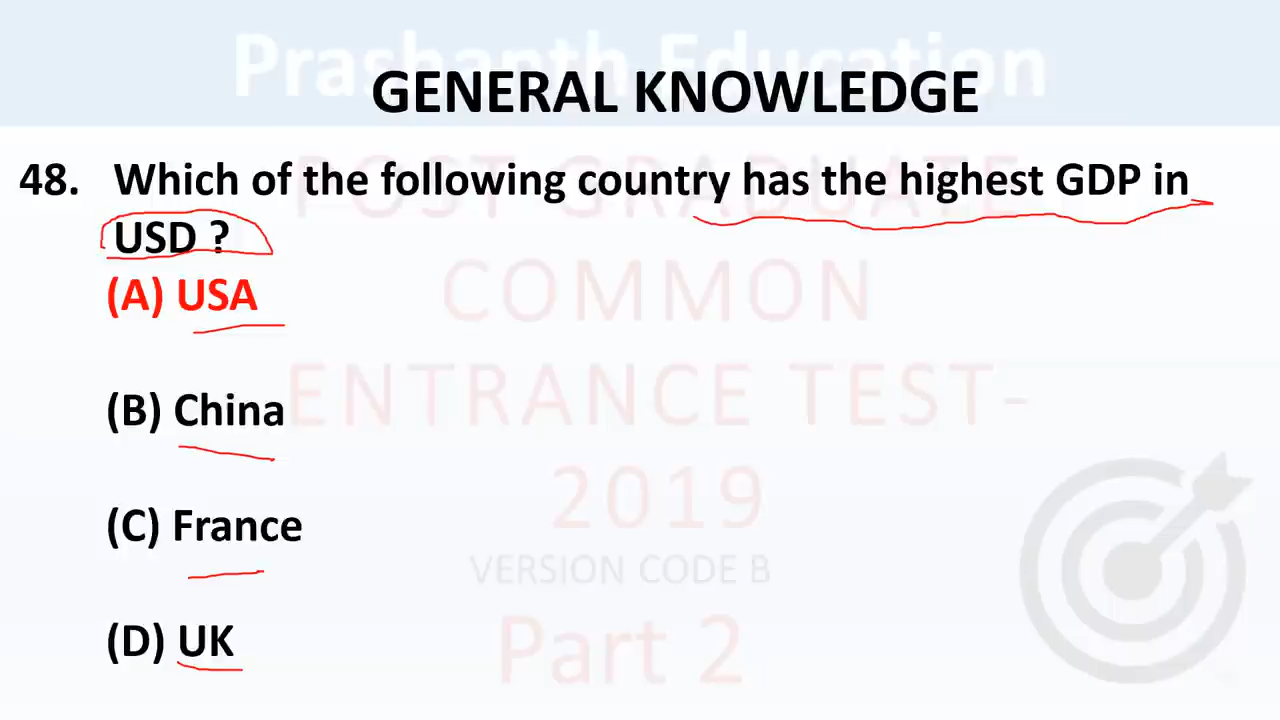 Prashanth Education
GENERAL KNOWLEDGE
POST GRADUATE
48. Which of the following country has the highest GDP in
USD ?
(A) USA
COMMON
ENTRANCE TEST-
(B) China
2019
(C) France
VERSION CODE B
Part 2
(D) UK